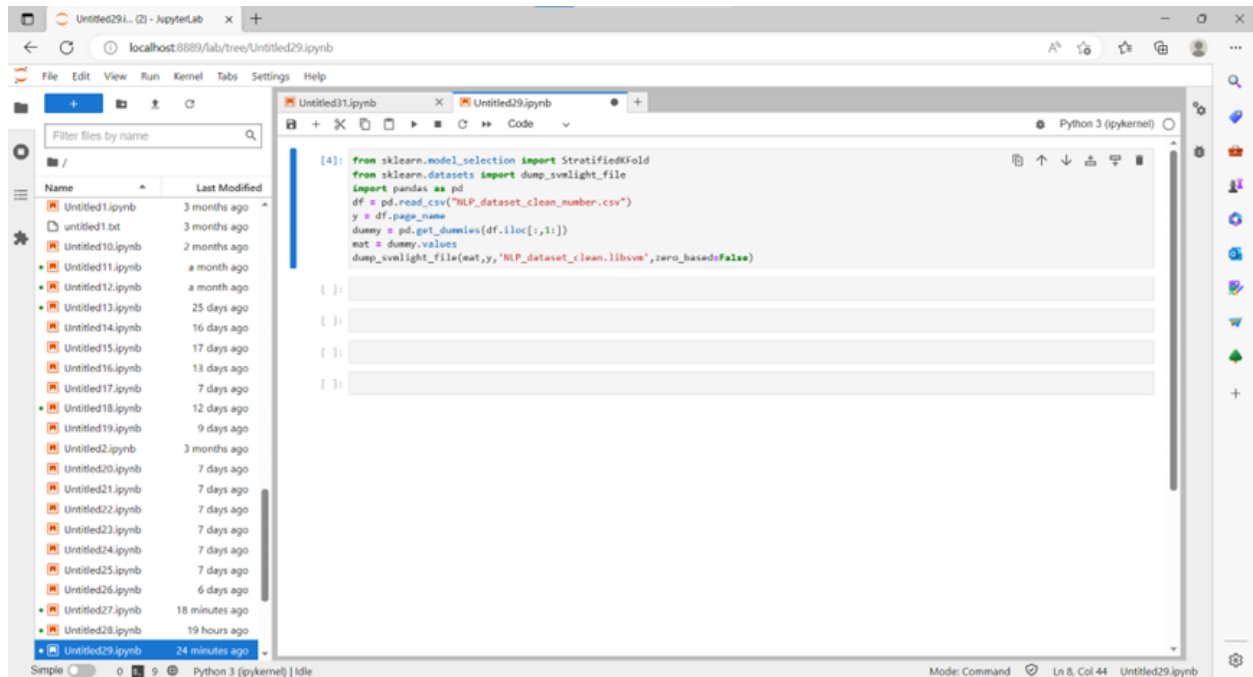 Untitled29.i... (2) - JupyterLab
localhost:8889/lab/tree/Untitled29.ipynb
File Edit View Run Kernel Tabs Settings Help
Untitled31.ipynb Untitled29.ipynb
Filter files by name
Code
Python 3 (ipykernel)
/
Name Last Modified
Untitled1.ipynb 3 months ago
untitled1.txt 3 months ago
Untitled10.ipynb 2 months ago
Untitled11.ipynb a month ago
Untitled12.ipynb a month ago
Untitled13.ipynb 25 days ago
Untitled14.ipynb 16 days ago
Untitled15.ipynb 17 days ago
Untitled16.ipynb 13 days ago
Untitled17.ipynb 7 days ago
Untitled18.ipynb 12 days ago
Untitled19.ipynb 9 days ago
Untitled2.ipynb 3 months ago
Untitled20.ipynb 7 days ago
Untitled21.ipynb 7 days ago
Untitled22.ipynb 7 days ago
Untitled23.ipynb 7 days ago
Untitled24.ipynb 7 days ago
Untitled25.ipynb 7 days ago
Untitled26.ipynb 6 days ago
Untitled27.ipynb 18 minutes ago
Untitled28.ipynb 19 hours ago
Untitled29.ipynb 24 minutes ago
[4]: from sklearn.model_selection import StratifiedKFold
from sklearn.datasets import dump_svmlight_file
import pandas as pd
df = pd.read_csv("NLP_dataset_clean_number.csv")
y = df.page_name
dummy = pd.get_dummies(df.iloc[:,1:])
mat = dummy.values
dump_svmlight_file(mat,y,'NLP_dataset_clean.libsvm',zero_based=False)
[ ]:
[ ]:
[ ]:
[ ]:
Simple 0 9 Python 3 (ipykernel) | Idle
Mode: Command Ln 8, Col 44 Untitled29.ipynb